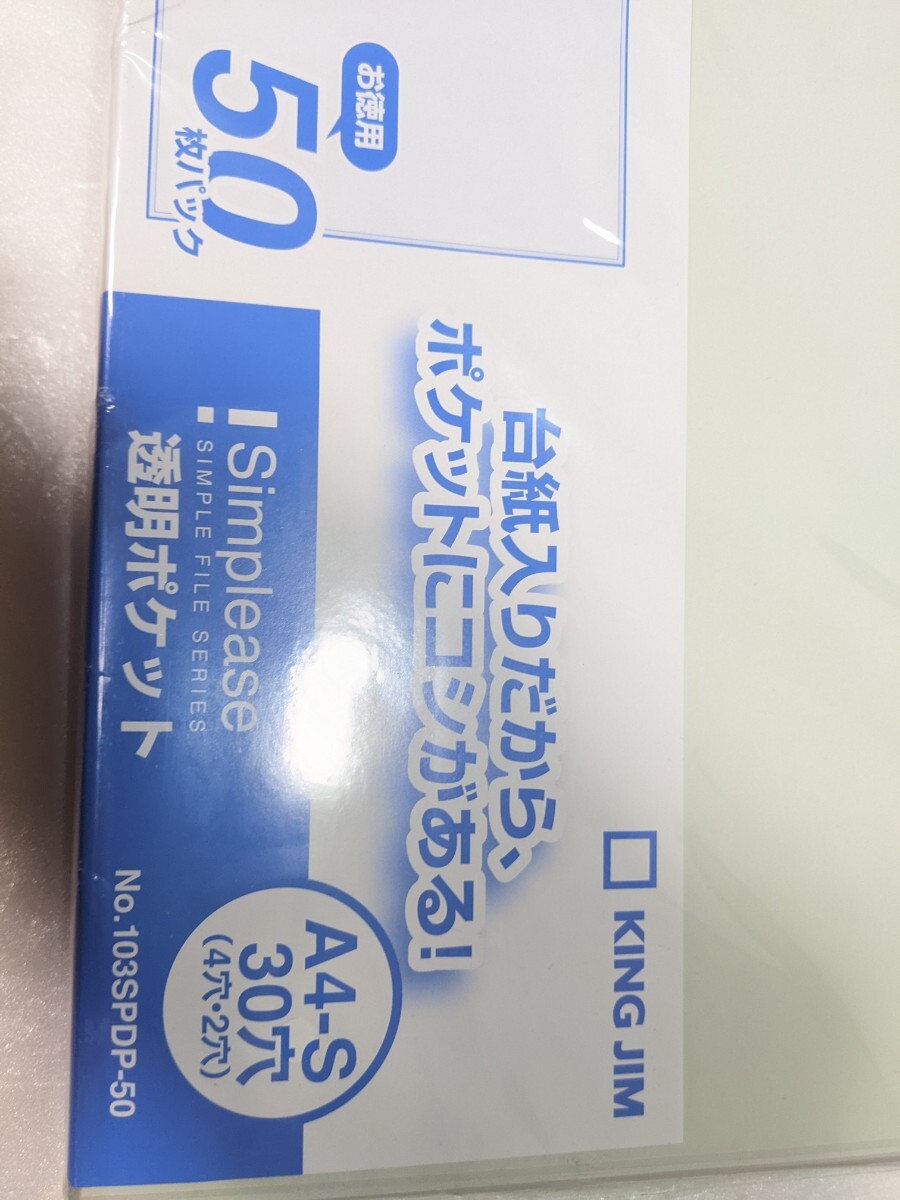 KING JIM
台紙入りだから、
ポケットにコシがある!
お徳用
50
枚パック
Simplease
SIMPLE FILE SERIES
透明ポケット
A4-S
30穴
(4穴・2穴)
No.103SPDP-50